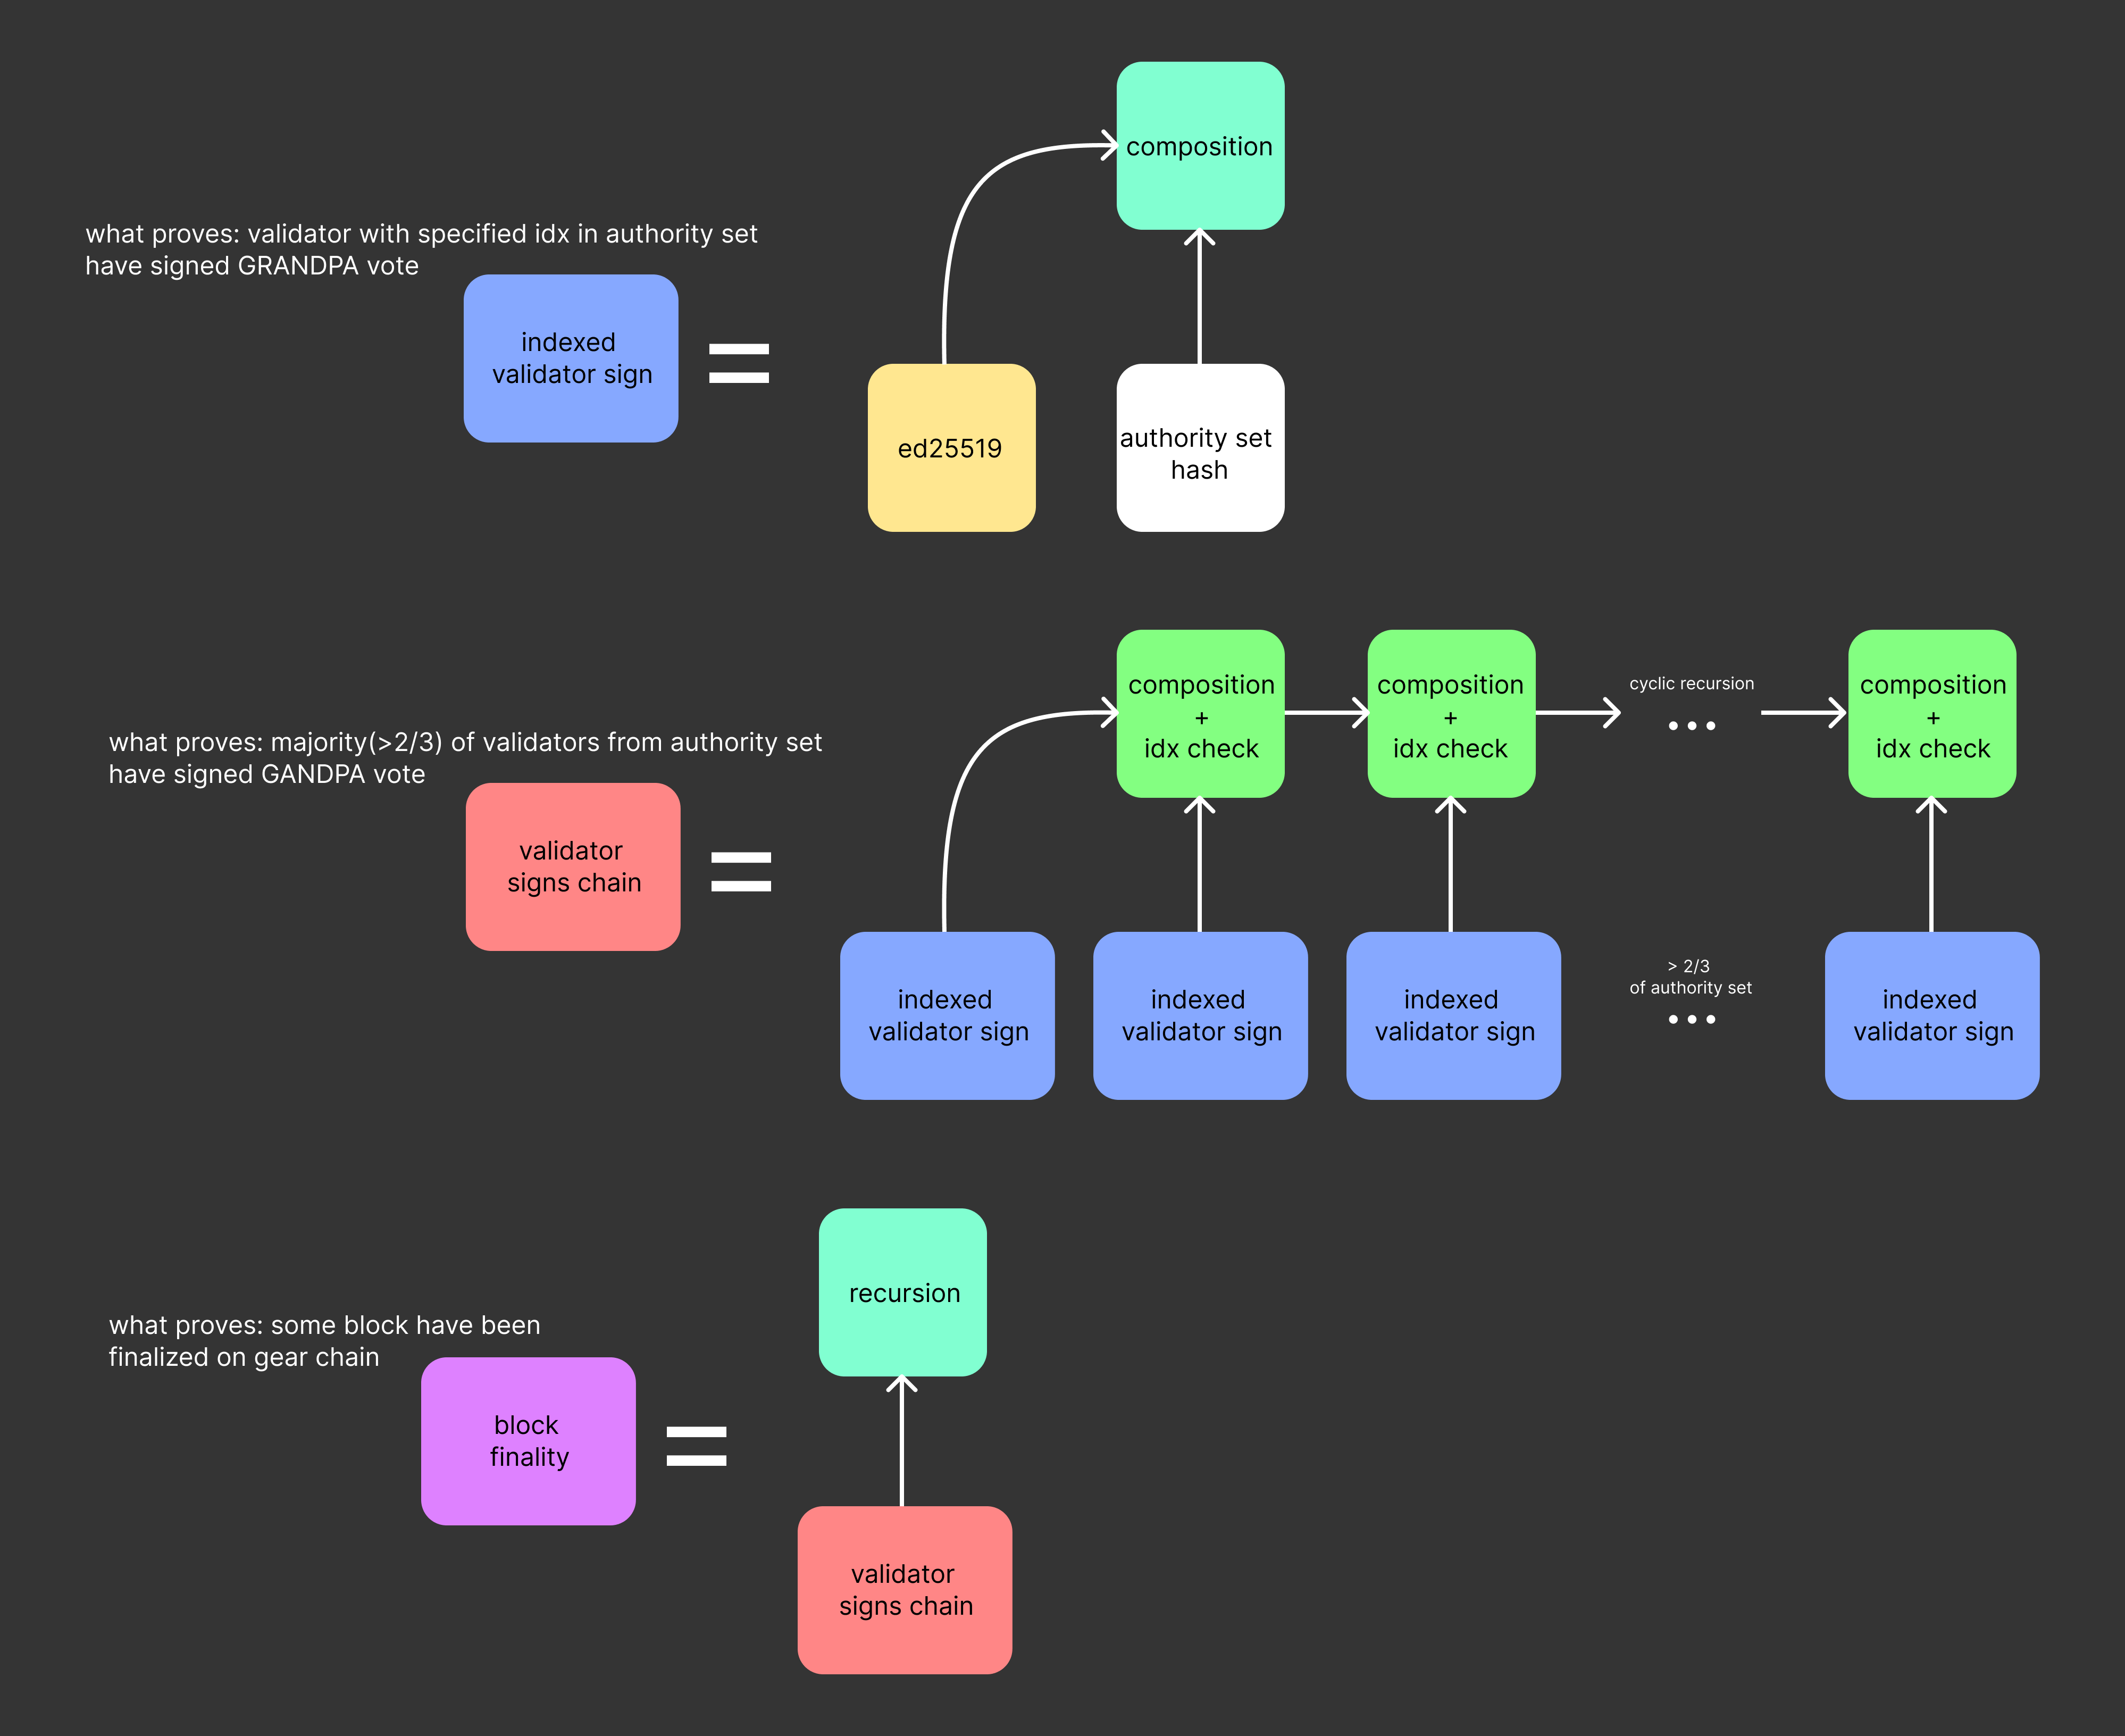 composition
what proves: validator with specified idx in authority set
have signed GRANDPA vote
indexed
validator sign
ed25519
authority set
hash
what proves: majority(>2/3) of validators from authority set
have signed GANDPA vote
validator
signs chain
composition
+
idx check
composition
+
idx check
cyclic recursion
composition
+
idx check
indexed
validator sign
indexed
validator sign
indexed
validator sign
> 2/3
of authority set
indexed
validator sign
what proves: some block have been
finalized on gear chain
block
finality
recursion
validator
signs chain